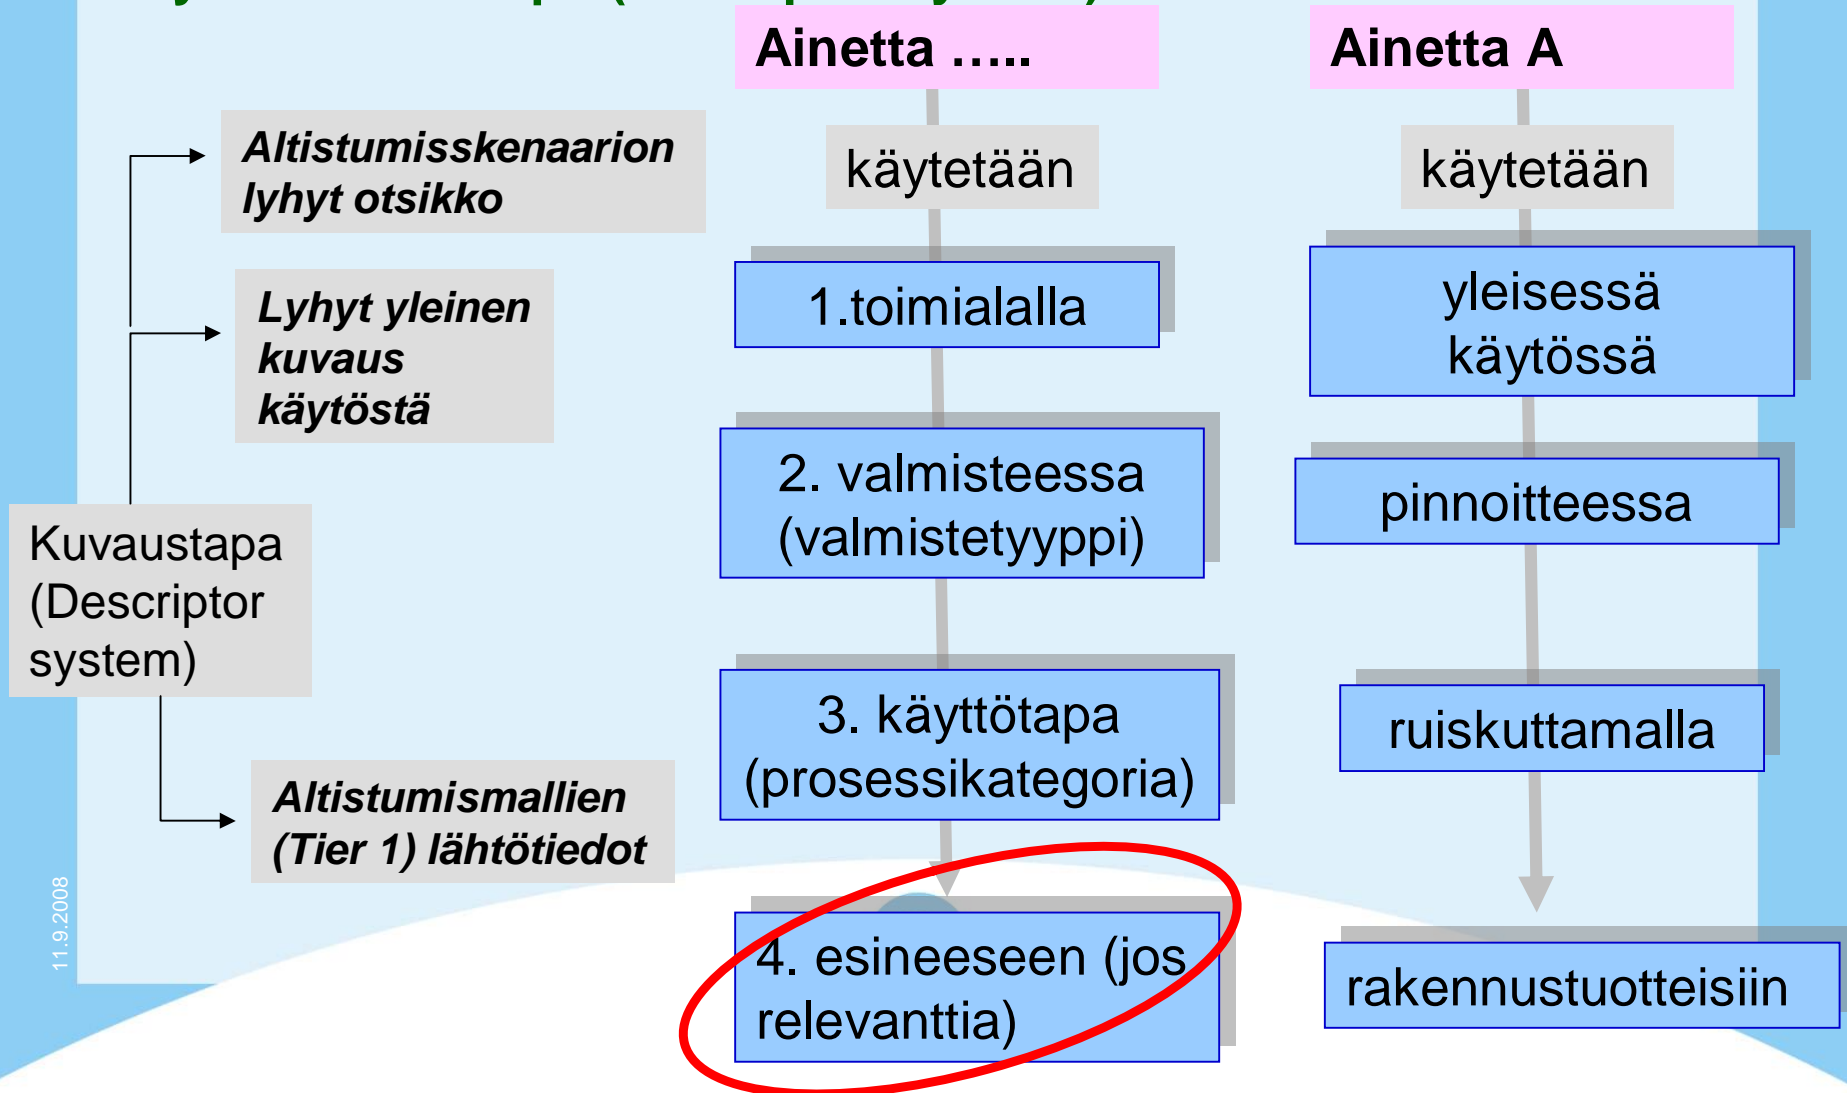 Ainetta …..
Ainetta A
Altistumisskenaarion
lyhyt otsikko
käytetään
käytetään
Lyhyt yleinen
kuvaus
käytöstä
1.toimialalla
yleisessä
käytössä
2. valmisteessa
(valmistetyyppi)
pinnoitteessa
Kuvaustapa
(Descriptor
system)
3. käyttötapa
(prosessikategoria)
ruiskuttamalla
Altistumismallien
(Tier 1) lähtötiedot
4. esineeseen (jos
relevanttia)
rakennustuotteisiin
11.9.2008